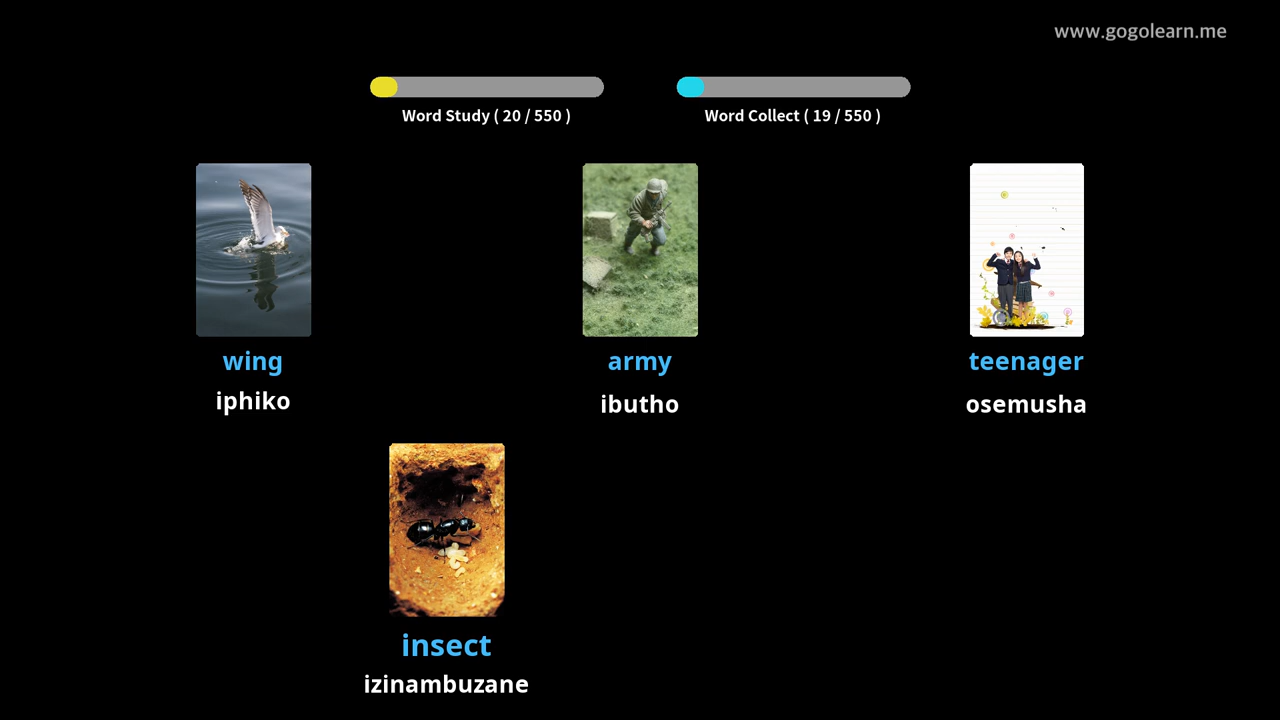 www.gogolearn.me
Word Study ( 20 / 550 )
Word Collect ( 19 / 550 )
wing
army
teenager
iphiko
ibutho
osemusha
insect
izinambuzane